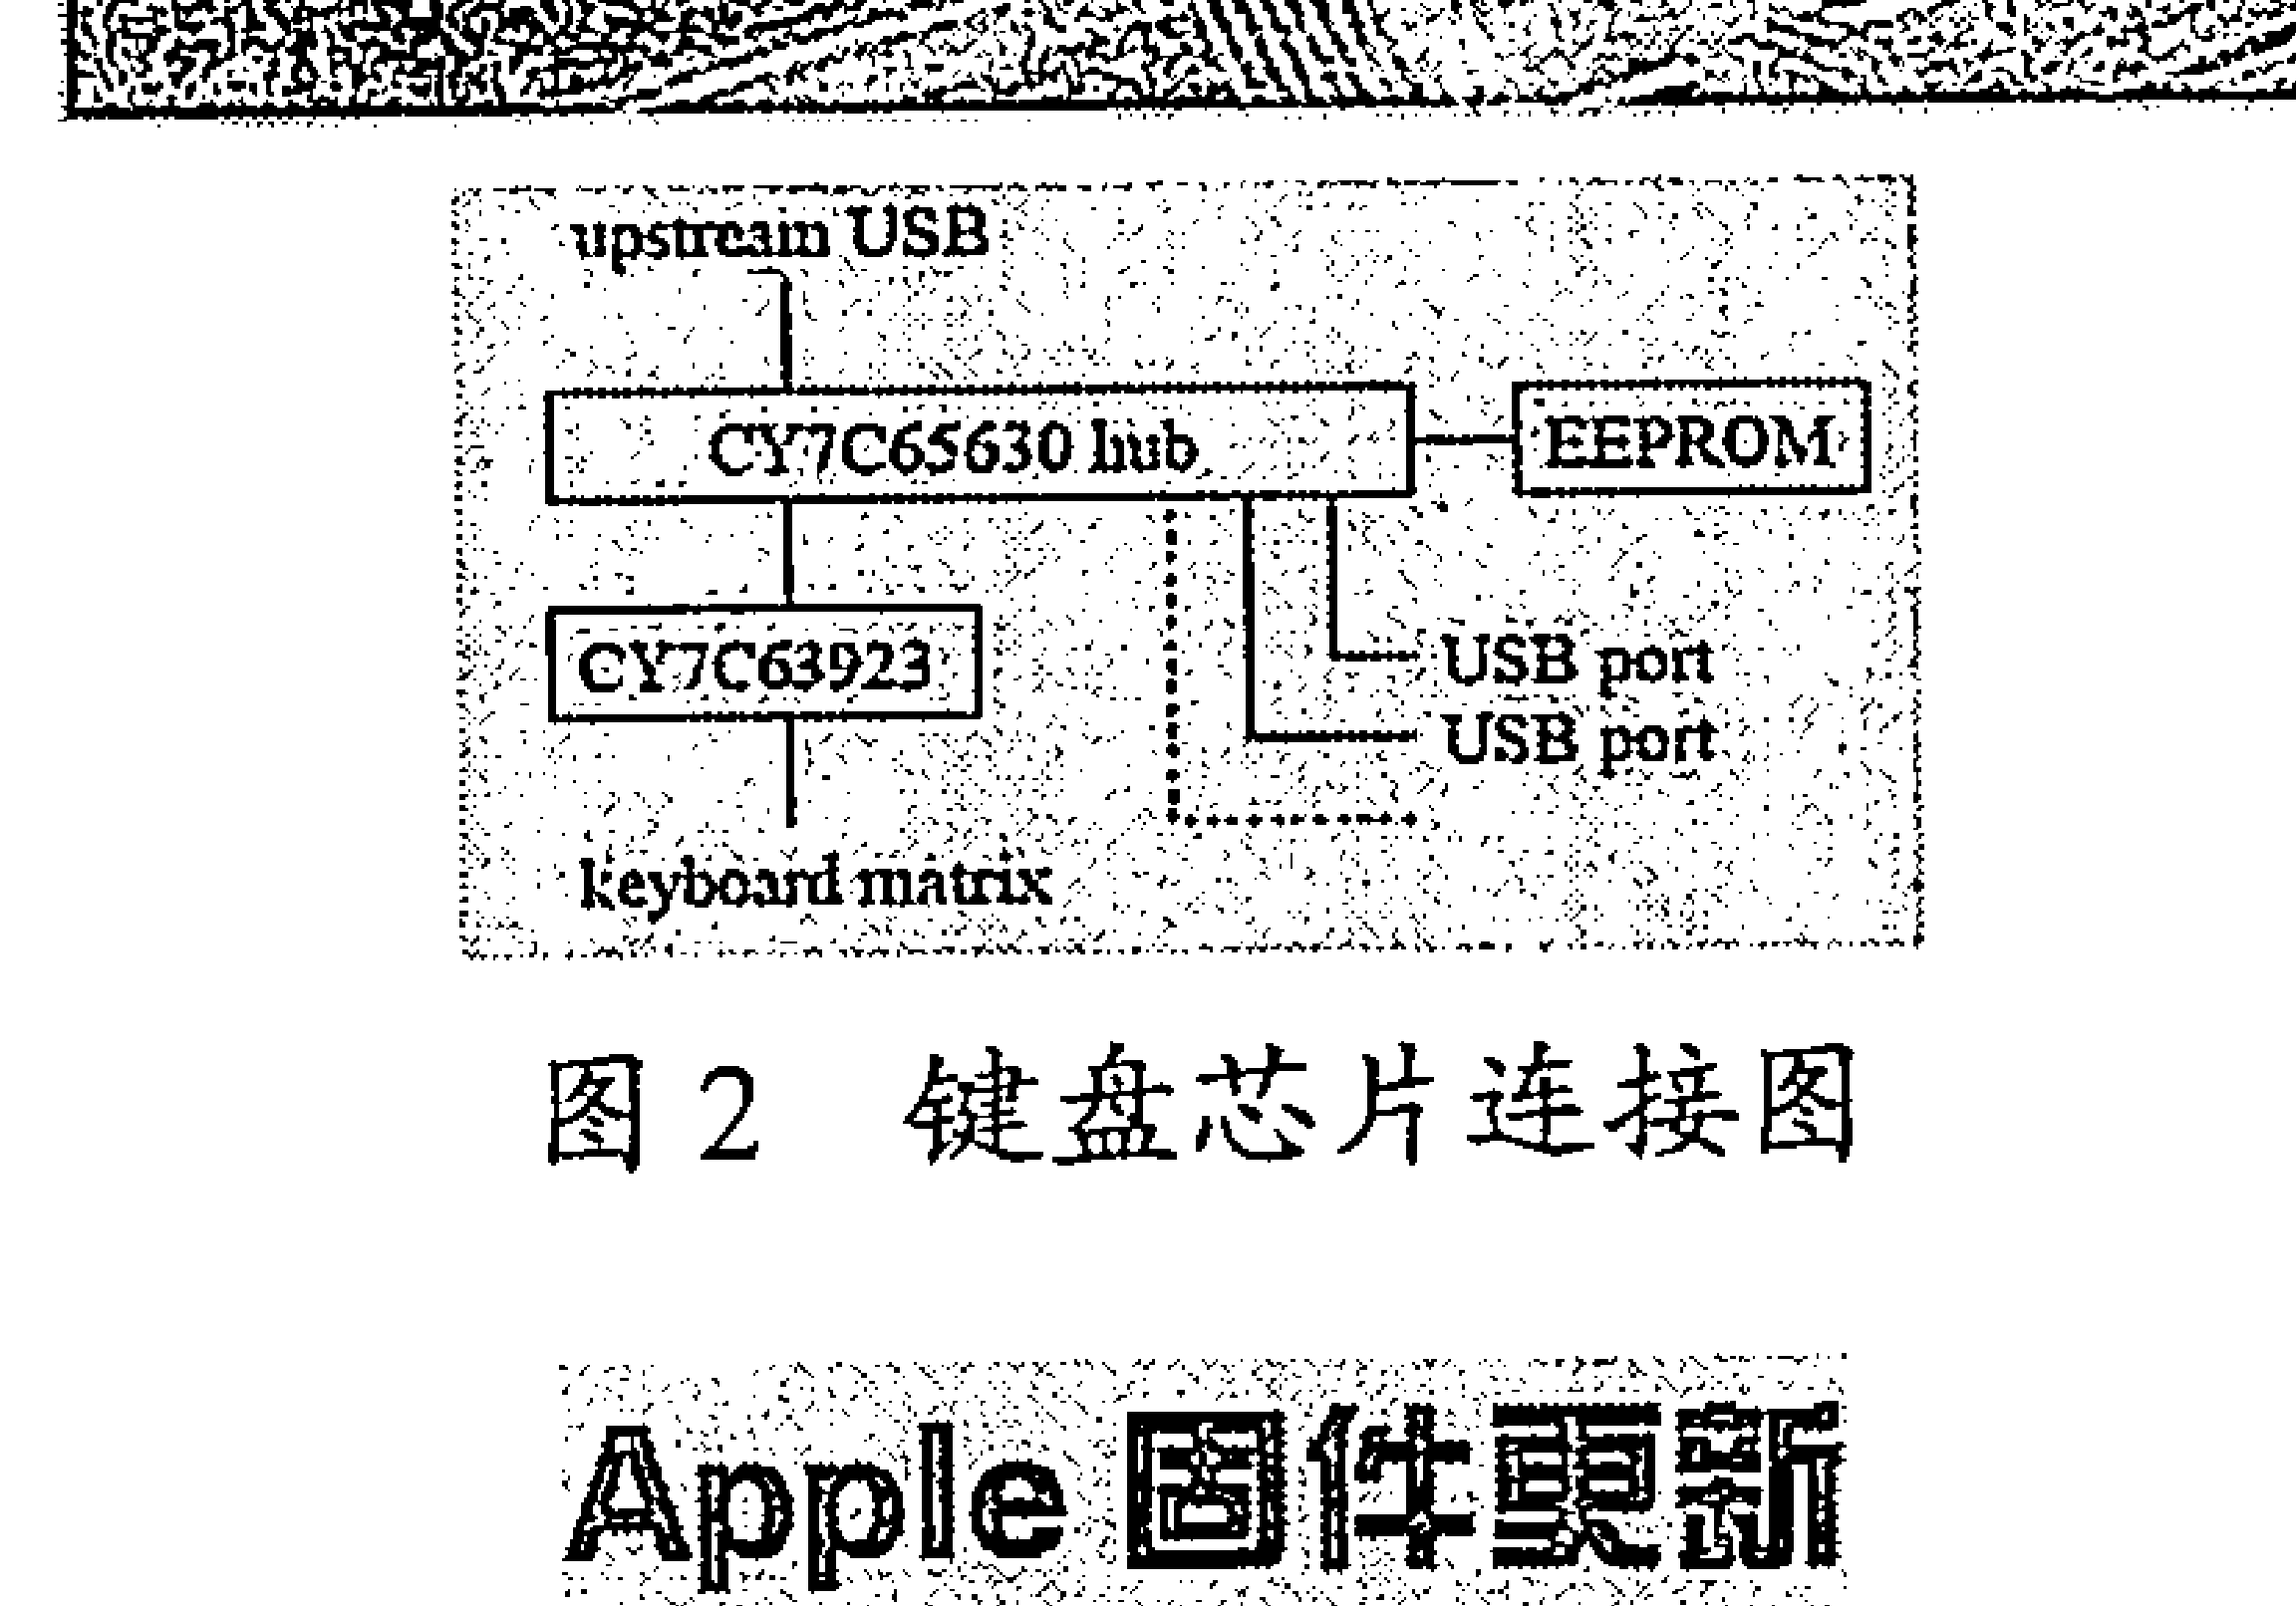 upstream USB
CY7C65630 hub
EEPROM
CY7C63923
USB port
USB port
keyboard matrix
图 2 键盘芯片连接图
Apple 固件更新